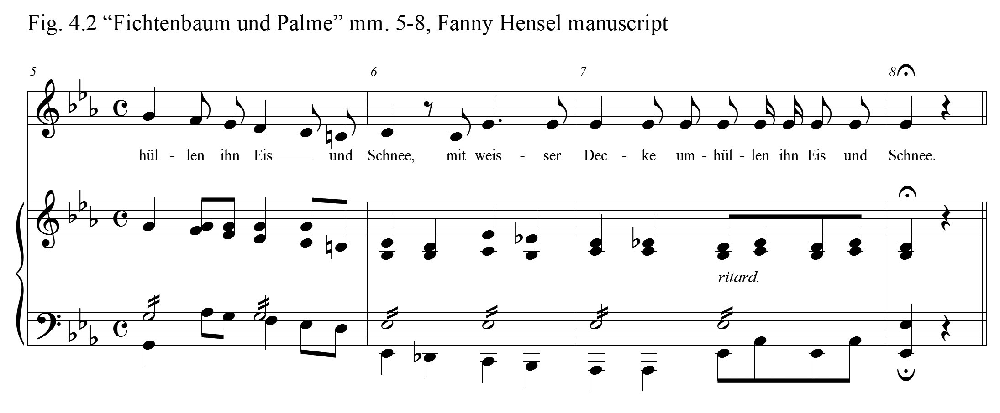 Fig. 4.2 “Fichtenbaum und Palme” mm. 5-8, Fanny Hensel manuscript
5 6 7 8
hül - len ihn Eis____ und Schnee, mit weis - ser Dec - ke um - hül - len ihn Eis und Schnee.
ritard.